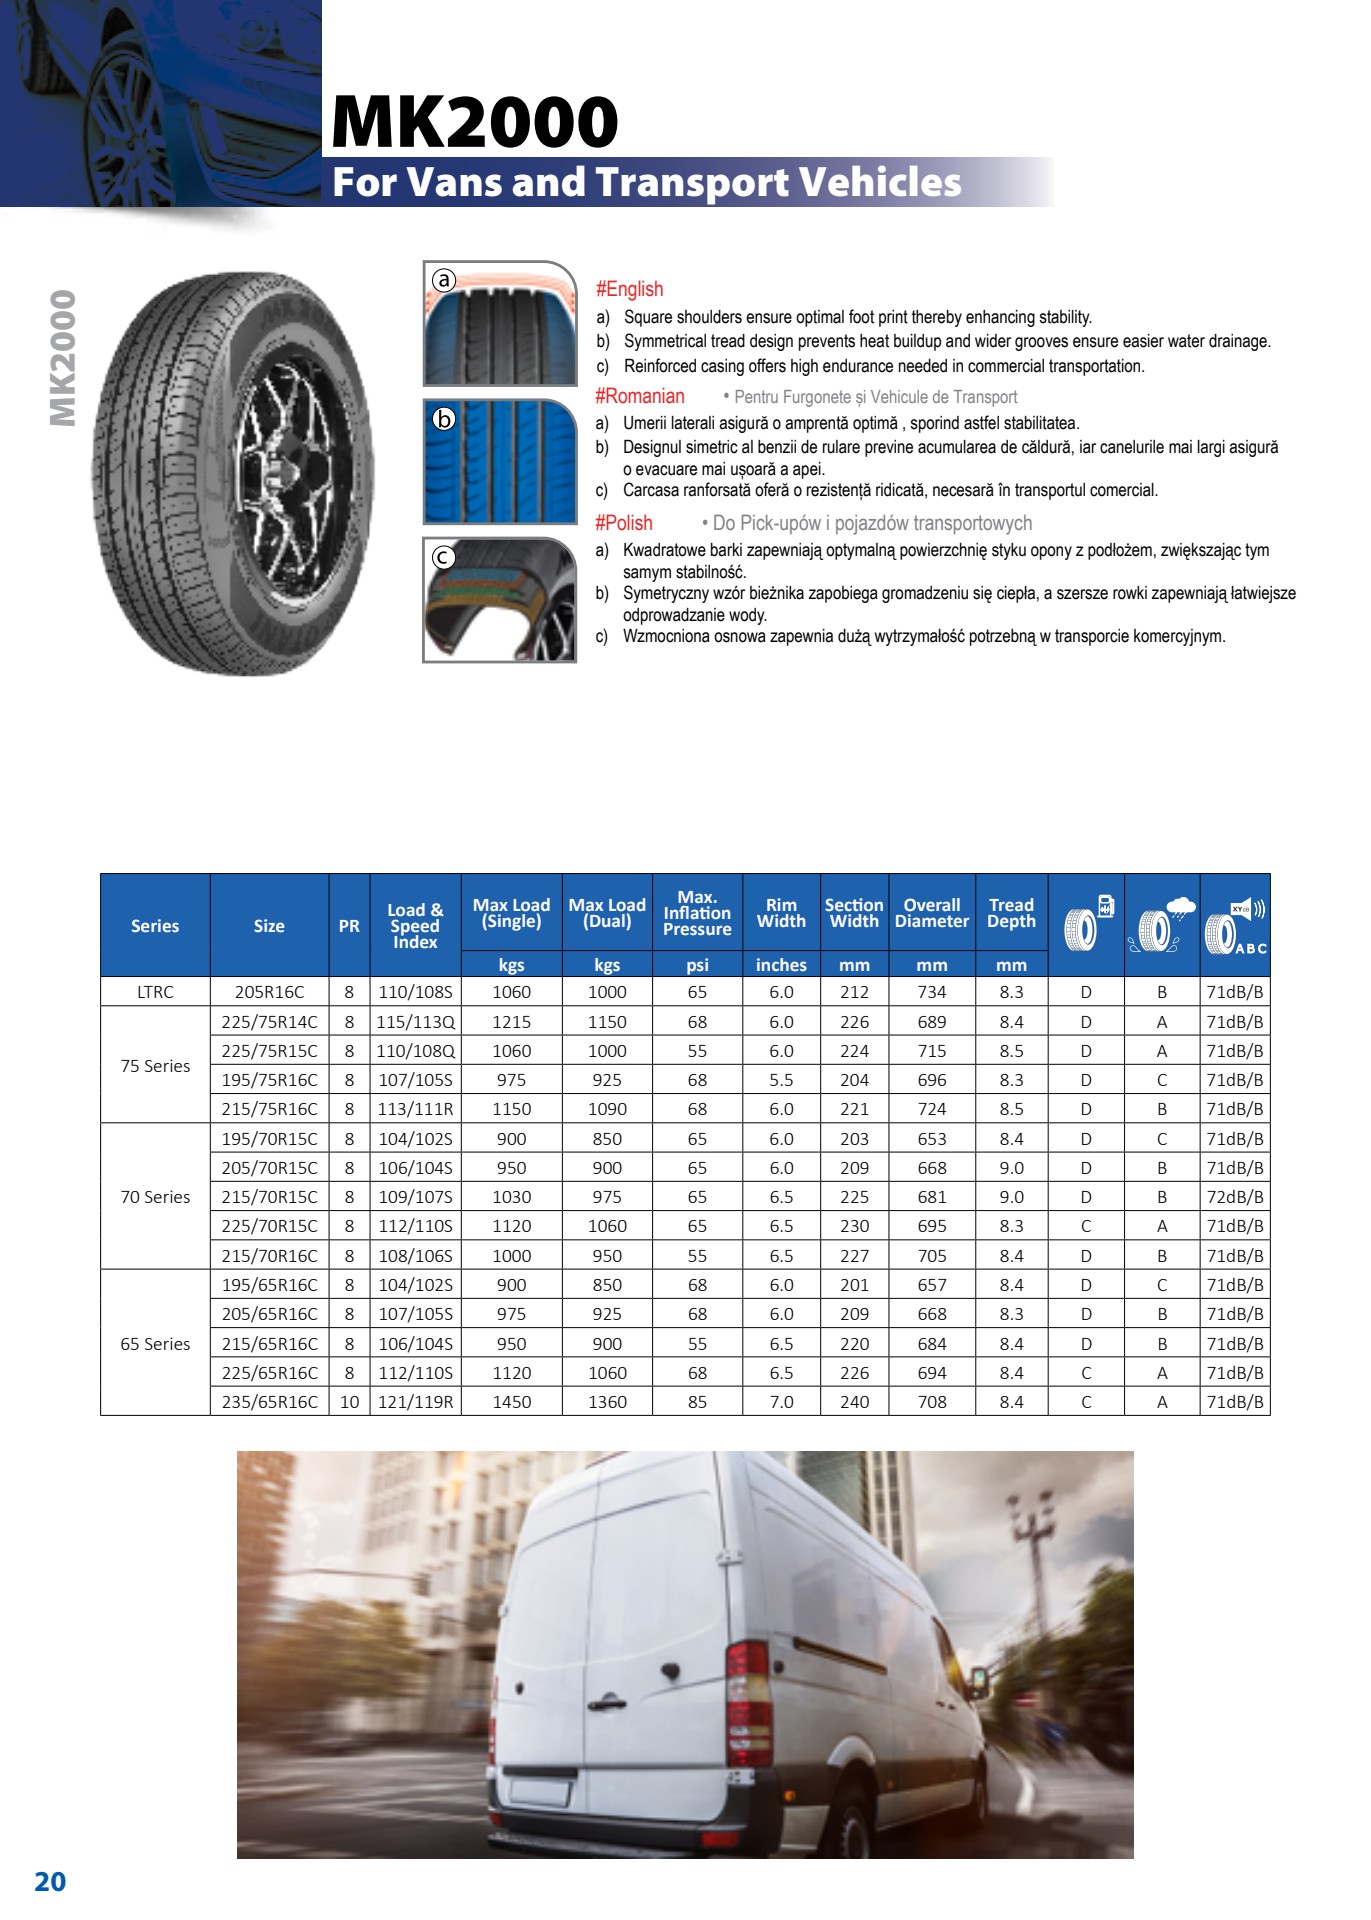 MK2000
For Vans and Transport Vehicles
MK2000
a
b
c
#English
a) Square shoulders ensure optimal foot print thereby enhancing stability.
b) Symmetrical tread design prevents heat buildup and wider grooves ensure easier water drainage.
c) Reinforced casing offers high endurance needed in commercial transportation.
#Romanian • Pentru Furgonete și Vehicule de Transport
a) Umerii laterali asigură o amprentă optimă , sporind astfel stabilitatea.
b) Designul simetric al benzii de rulare previne acumularea de căldură, iar canelurile mai largi asigură
o evacuare mai ușoară a apei.
c) Carcasa ranforsată oferă o rezistență ridicată, necesară în transportul comercial.
#Polish • Do Pick-upów i pojazdów transportowych
a) Kwadratowe barki zapewniają optymalną powierzchnię styku opony z podłożem, zwiększając tym
samym stabilność.
b) Symetryczny wzór bieżnika zapobiega gromadzeniu się ciepła, a szersze rowki zapewniają łatwiejsze
odprowadzanie wody.
c) Wzmocniona osnowa zapewnia dużą wytrzymałość potrzebną w transporcie komercyjnym.
Series Size PR Load & Speed Index Max Load (Single) Max Load (Dual) Max. Inflation Pressure Rim Width Section Width Overall Diameter Tread Depth XY dB ABC
kgs kgs psi inches mm mm mm
LTRC 205R16C 8 110/108S 1060 1000 65 6.0 212 734 8.3 D B 71dB/B
75 Series
225/75R14C 8 115/113Q 1215 1150 68 6.0 226 689 8.4 D A 71dB/B
225/75R15C 8 110/108Q 1060 1000 55 6.0 224 715 8.5 D A 71dB/B
195/75R16C 8 107/105S 975 925 68 5.5 204 696 8.3 D C 71dB/B
215/75R16C 8 113/111R 1150 1090 68 6.0 221 724 8.5 D B 71dB/B
70 Series
195/70R15C 8 104/102S 900 850 65 6.0 203 653 8.4 D C 71dB/B
205/70R15C 8 106/104S 950 900 65 6.0 209 668 9.0 D B 71dB/B
215/70R15C 8 109/107S 1030 975 65 6.5 225 681 9.0 D B 72dB/B
225/70R15C 8 112/110S 1120 1060 65 6.5 230 695 8.3 C A 71dB/B
215/70R16C 8 108/106S 1000 950 55 6.5 227 705 8.4 D B 71dB/B
65 Series
195/65R16C 8 104/102S 900 850 68 6.0 201 657 8.4 D C 71dB/B
205/65R16C 8 107/105S 975 925 68 6.0 209 668 8.3 D B 71dB/B
215/65R16C 8 106/104S 950 900 55 6.5 220 684 8.4 D B 71dB/B
225/65R16C 8 112/110S 1120 1060 68 6.5 226 694 8.4 C A 71dB/B
235/65R16C 10 121/119R 1450 1360 85 7.0 240 708 8.4 C A 71dB/B
20